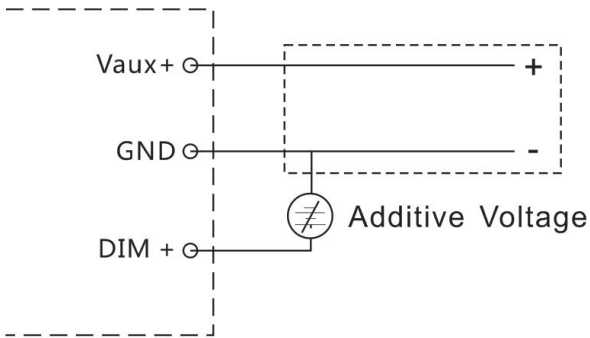 Vaux+
+
GND
-
Additive Voltage
DIM +